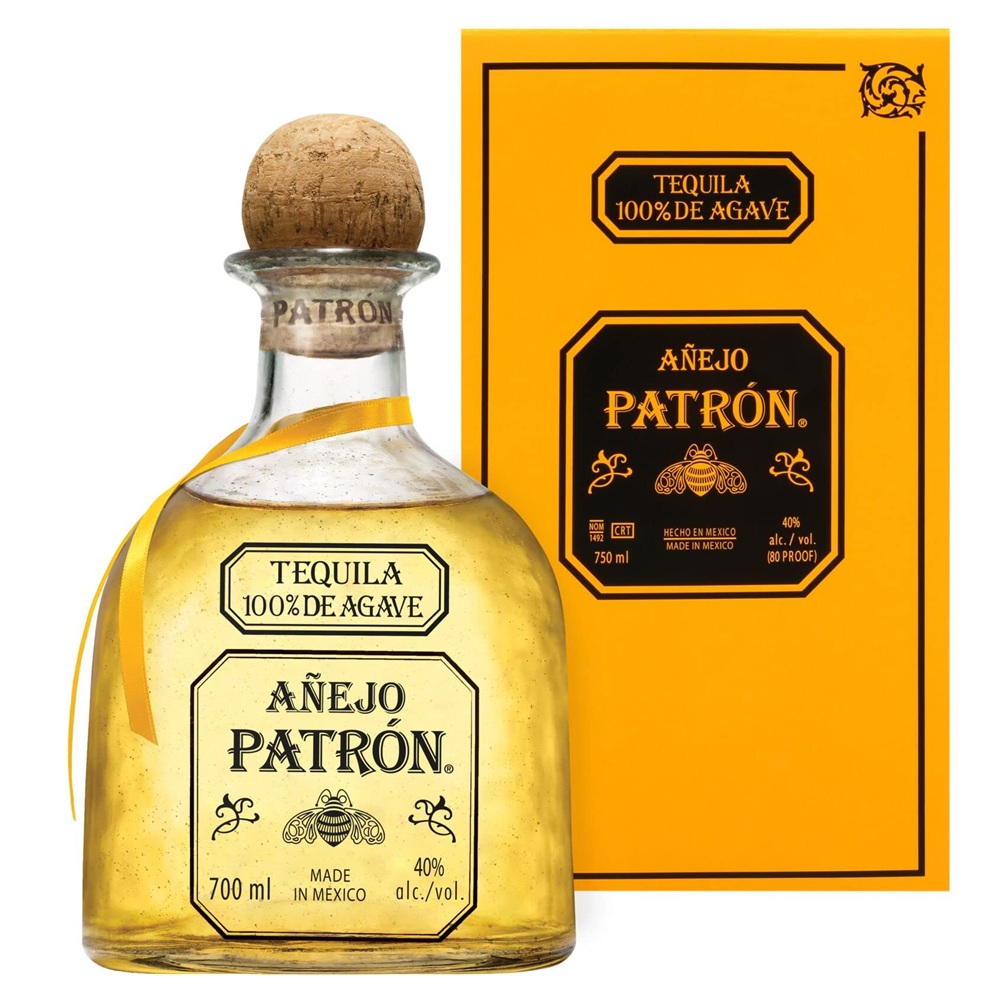 PATRÓN
TEQUILA
100% DE AGAVE
AÑEJO
PATRÓN®
700 ml
MADE
IN MÉXICO
40%
alc./vol.
TEQUILA
100% DE AGAVE
AÑEJO
PATRÓN®
NOM
1492
CRT
750 ml
HECHO EN MEXICO
MADE IN MEXICO
40%
alc. / vol.
(80 PROOF)